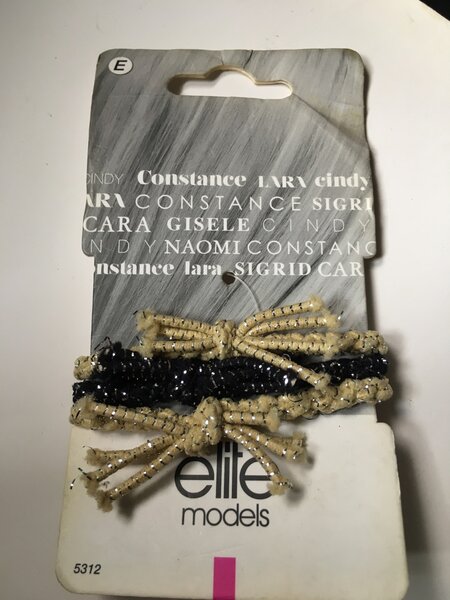 E
CINDY Constance LARA cindy
ARA CONSTANCE SIGRI
CARA GISELE CINDY
INDY NAOMI CONSTANC
onstance lara SIGRID CAR
elite
models
5312